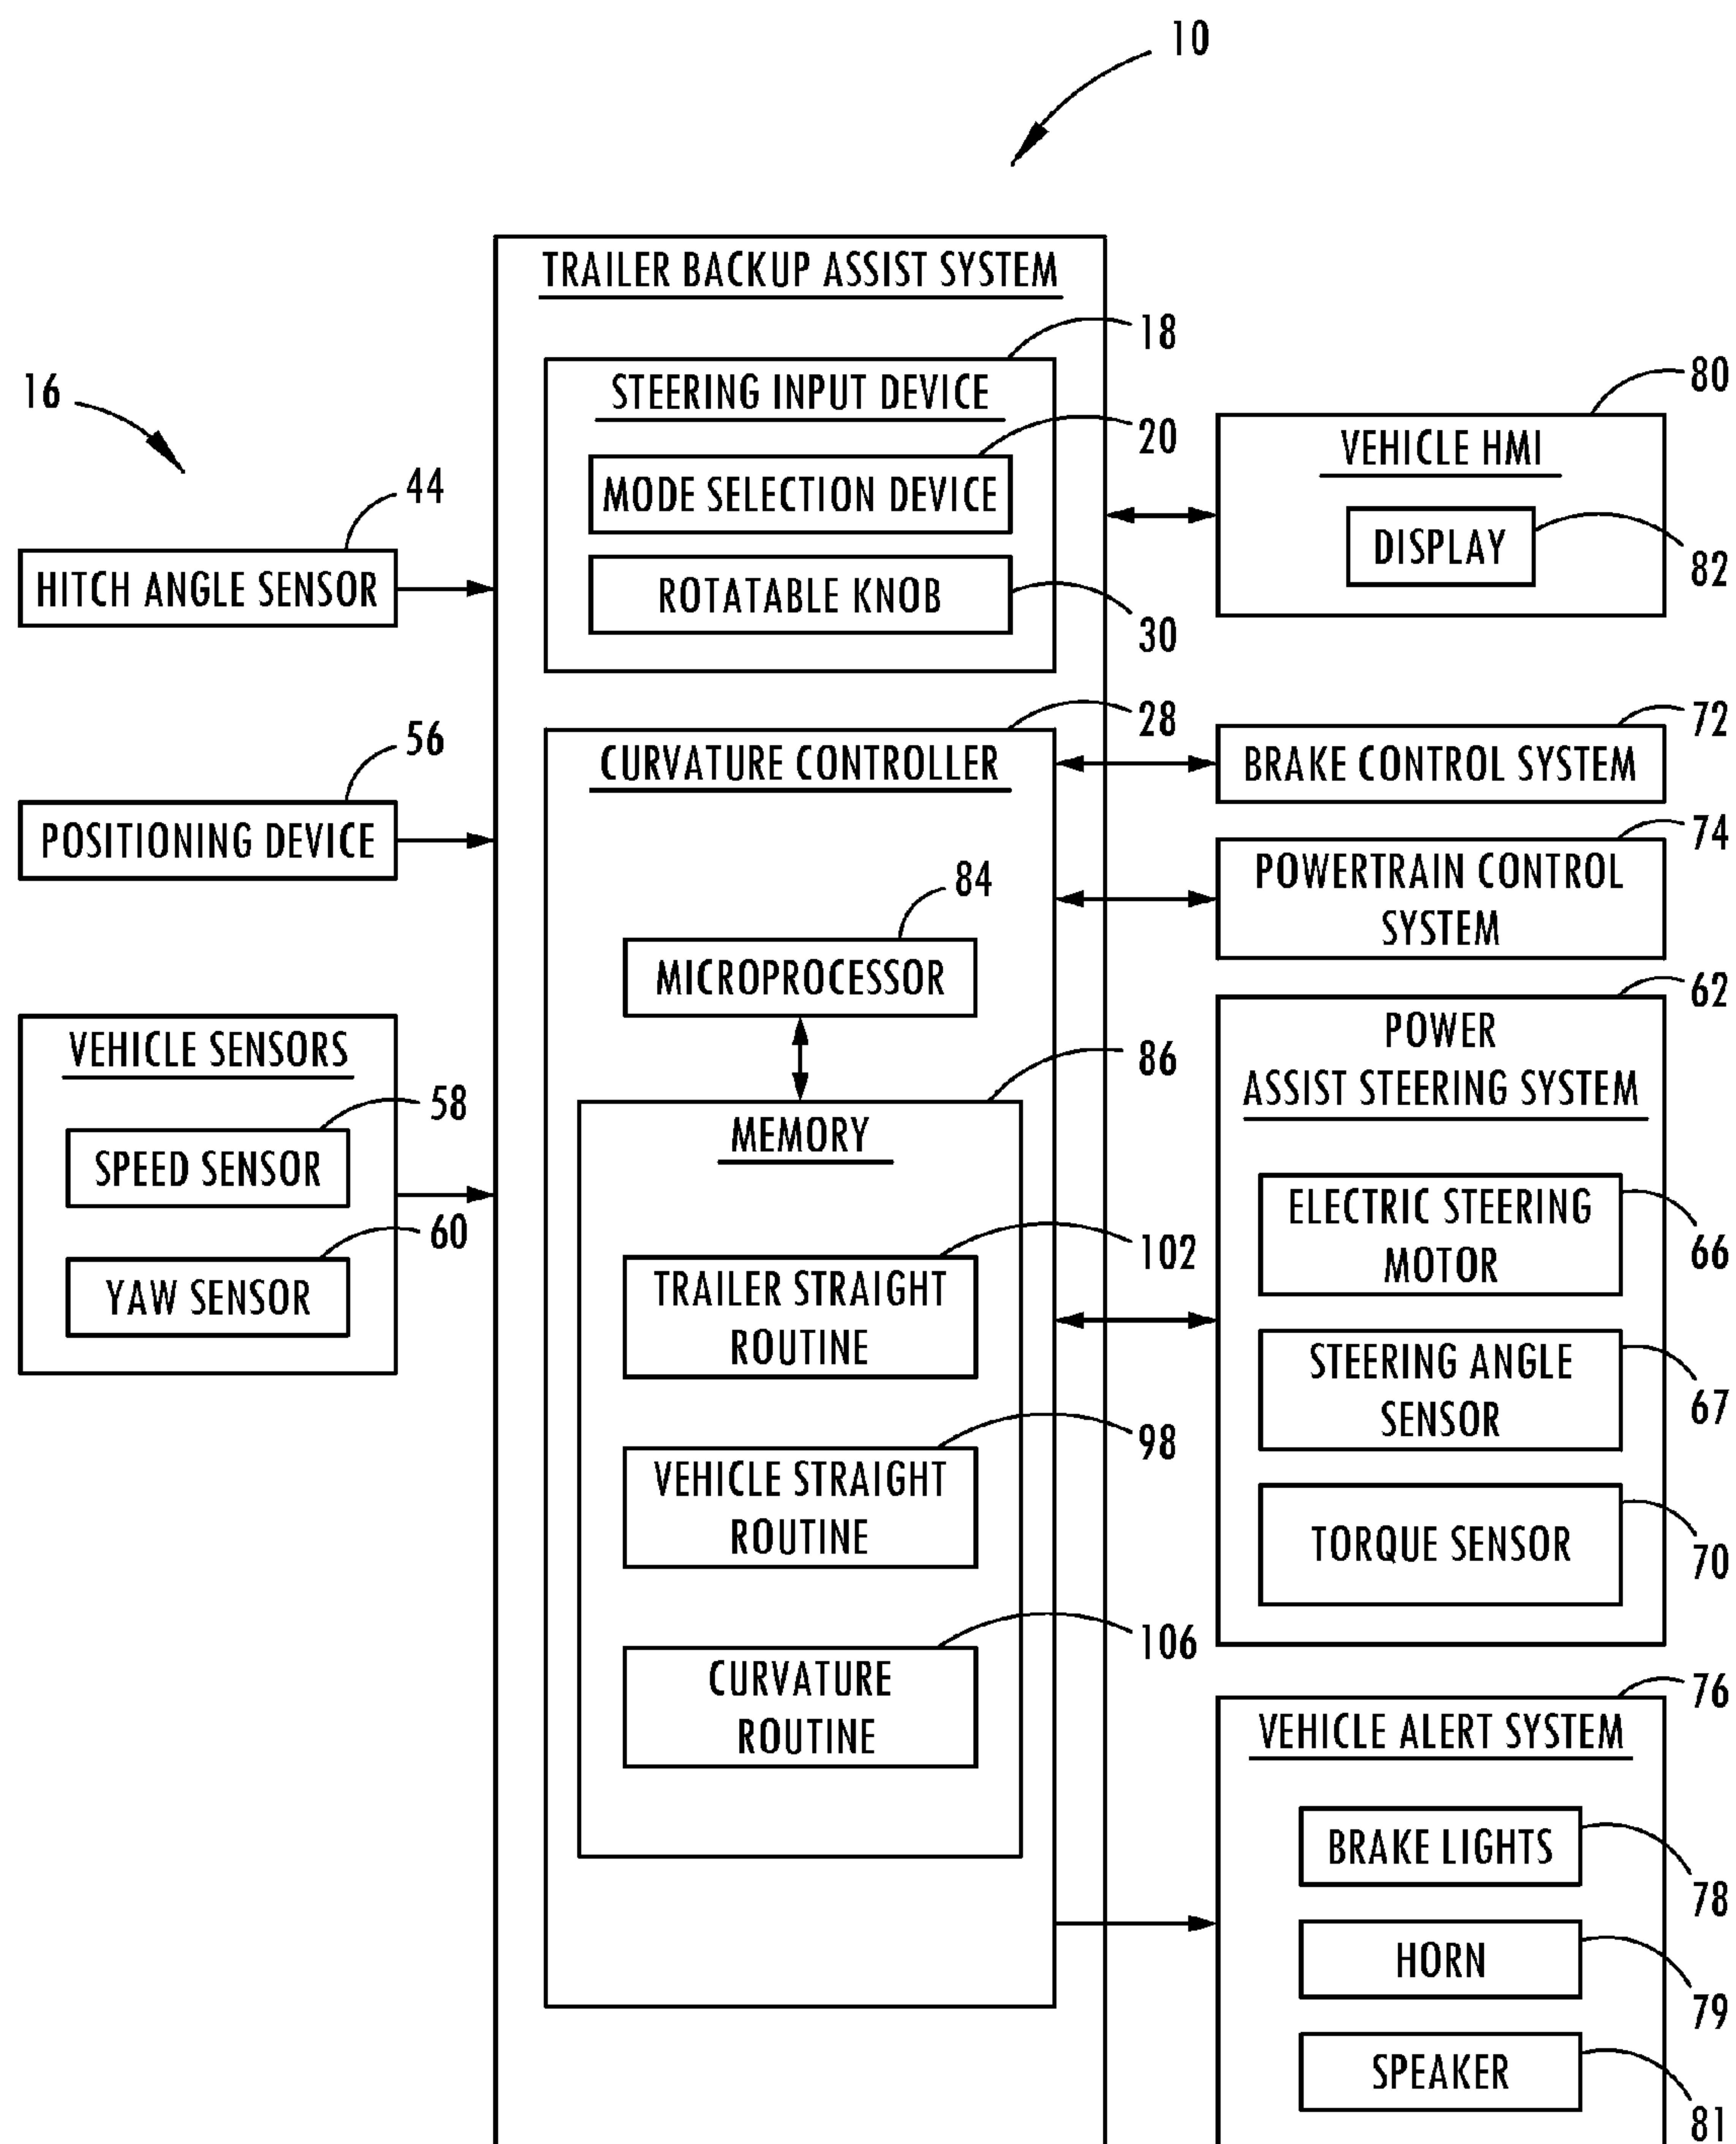 10
16
44
HITCH ANGLE SENSOR
56
POSITIONING DEVICE
VEHICLE SENSORS
58
SPEED SENSOR
60
YAW SENSOR
TRAILER BACKUP ASSIST SYSTEM
18
STEERING INPUT DEVICE
20
MODE SELECTION DEVICE
ROTATABLE KNOB
30
28
CURVATURE CONTROLLER
84
MICROPROCESSOR
86
MEMORY
102
TRAILER STRAIGHT
ROUTINE
98
VEHICLE STRAIGHT
ROUTINE
106
CURVATURE
ROUTINE
80
VEHICLE HMI
DISPLAY
82
72
BRAKE CONTROL SYSTEM
74
POWERTRAIN CONTROL
SYSTEM
62
POWER
ASSIST STEERING SYSTEM
ELECTRIC STEERING
MOTOR
66
STEERING ANGLE
SENSOR
67
TORQUE SENSOR
70
76
VEHICLE ALERT SYSTEM
BRAKE LIGHTS
78
HORN
79
SPEAKER
81